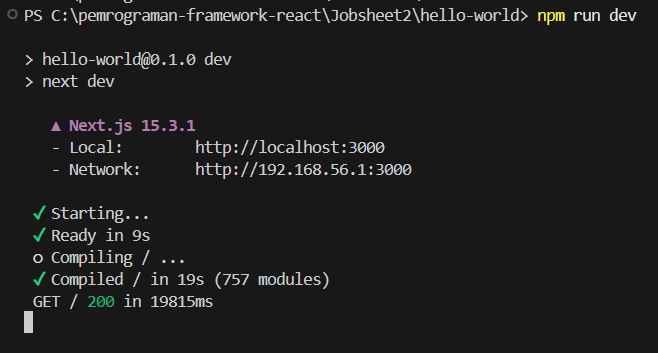 PS C:\pemrograman-framework-react\Jobsheet2\hello-world> npm run dev
> hello-world@0.1.0 dev
> next dev
▲ Next.js 15.3.1
- Local: http://localhost:3000
- Network: http://192.168.56.1:3000
✓ Starting...
✓ Ready in 9s
○ Compiling / ...
✓ Compiled / in 19s (757 modules)
GET / 200 in 19815ms